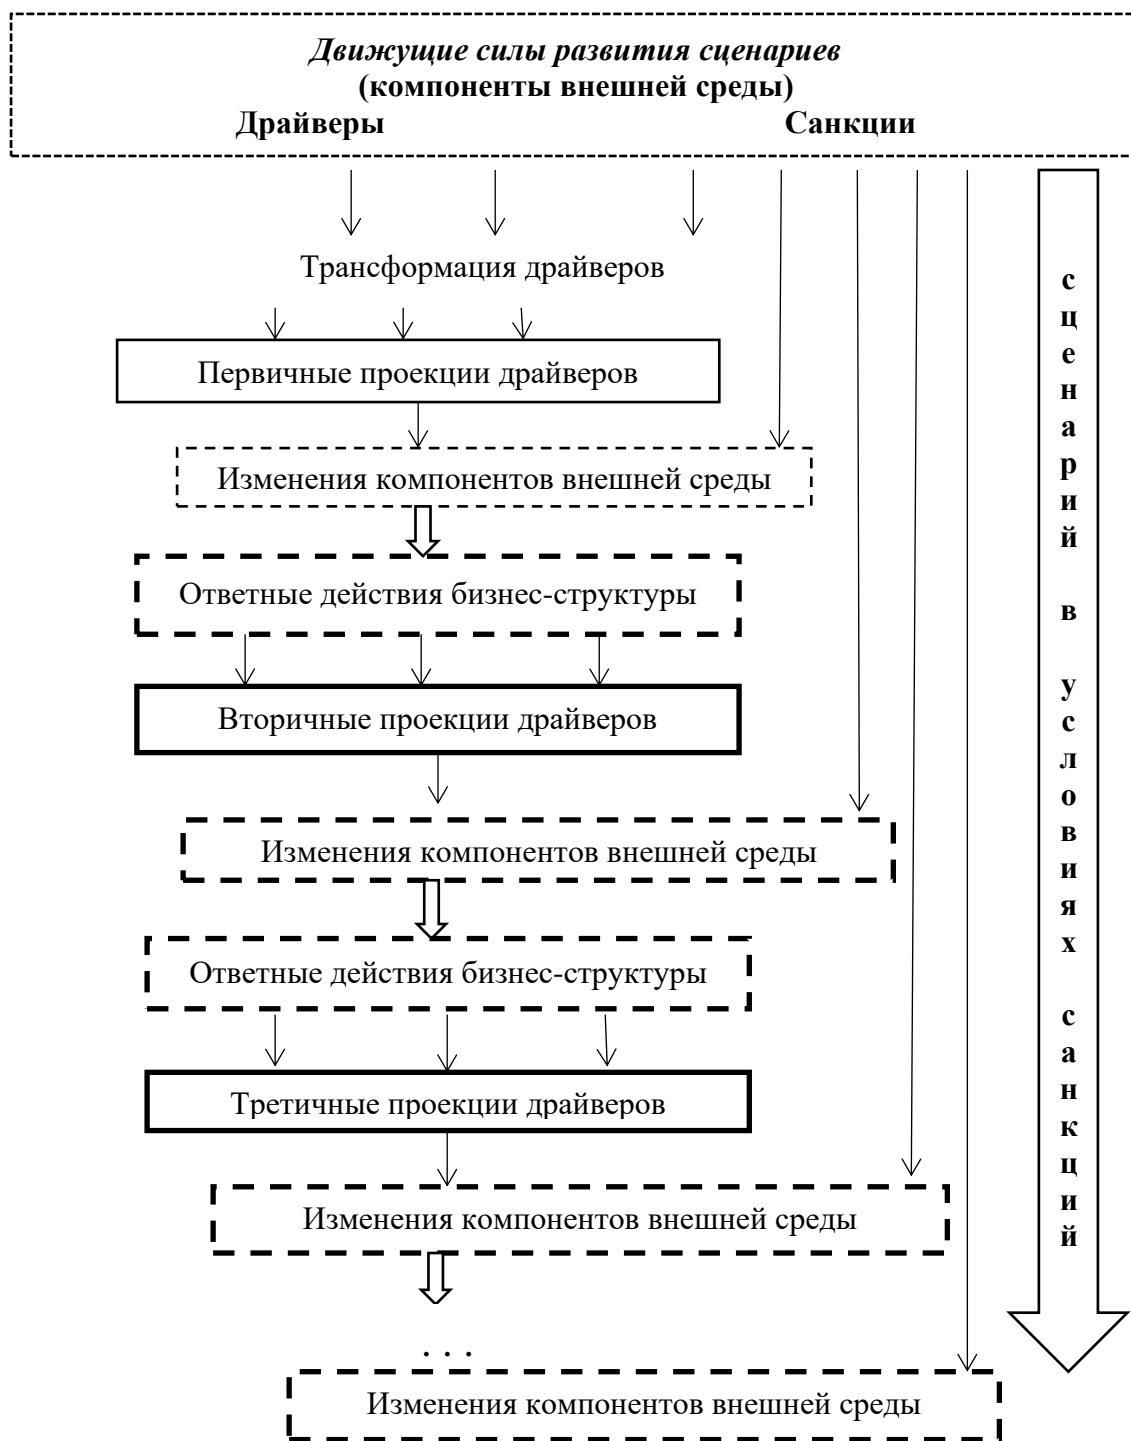 Движущие силы развития сценариев
(компоненты внешней среды)
Драйверы Санкции
Трансформация драйверов
Первичные проекции драйверов
Изменения компонентов внешней среды
Ответные действия бизнес-структуры
Вторичные проекции драйверов
Изменения компонентов внешней среды
Ответные действия бизнес-структуры
Третичные проекции драйверов
Изменения компонентов внешней среды
. . .
Изменения компонентов внешней среды
сценарий в условиях санкций